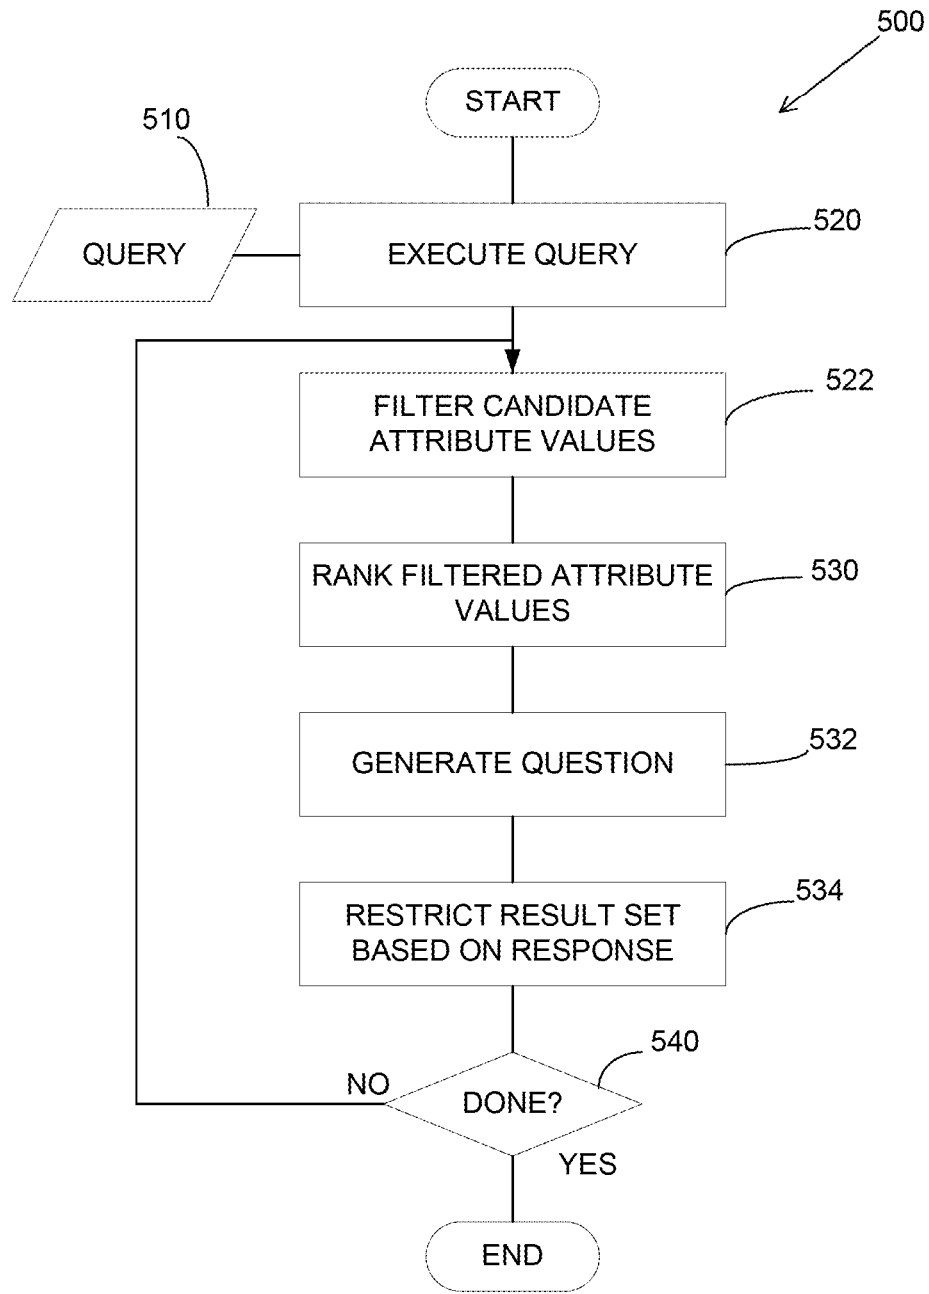 500
START
510
QUERY
EXECUTE QUERY
520
FILTER CANDIDATE
ATTRIBUTE VALUES
522
RANK FILTERED ATTRIBUTE
VALUES
530
GENERATE QUESTION
532
RESTRICT RESULT SET
BASED ON RESPONSE
534
540
NO
DONE?
YES
END